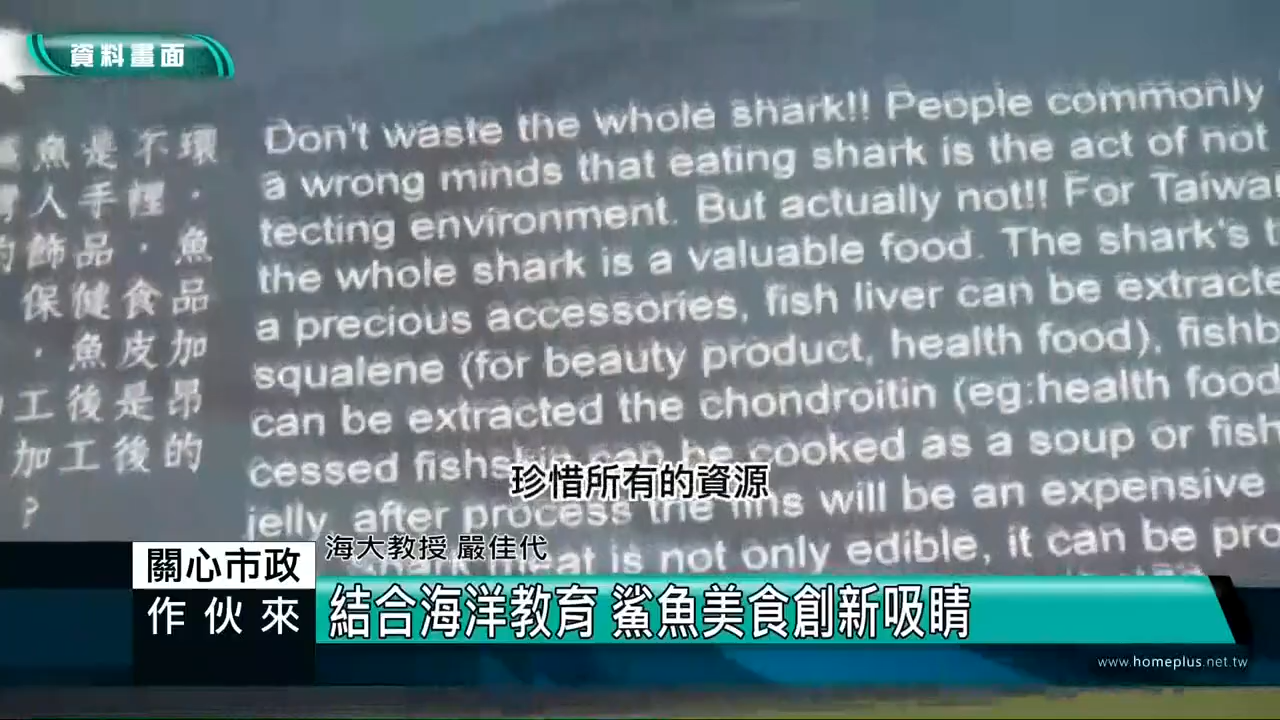 資料畫面
魚是不環
人手裡，
飾品，魚
保健食品
，魚皮加
工後是昂
加工後的
？
Don't waste the whole shark!! People commonly
a wrong minds that eating shark is the act of not
tecting environment. But actually not!! For Taiwa
the whole shark is a valuable food. The shark's t
a precious accessories, fish liver can be extracte
squalene (for beauty product, health food), fishb
can be extracted the chondroitin (eg:health food
cessed fishskin can be cooked as a soup or fish
jelly, after process the fins will be an expensive
meat is not only edible, it can be pro
珍惜所有的資源
海大教授 嚴佳代
關心市政
作伙來
結合海洋教育 鯊魚美食創新吸睛
www.homeplus.net.tw